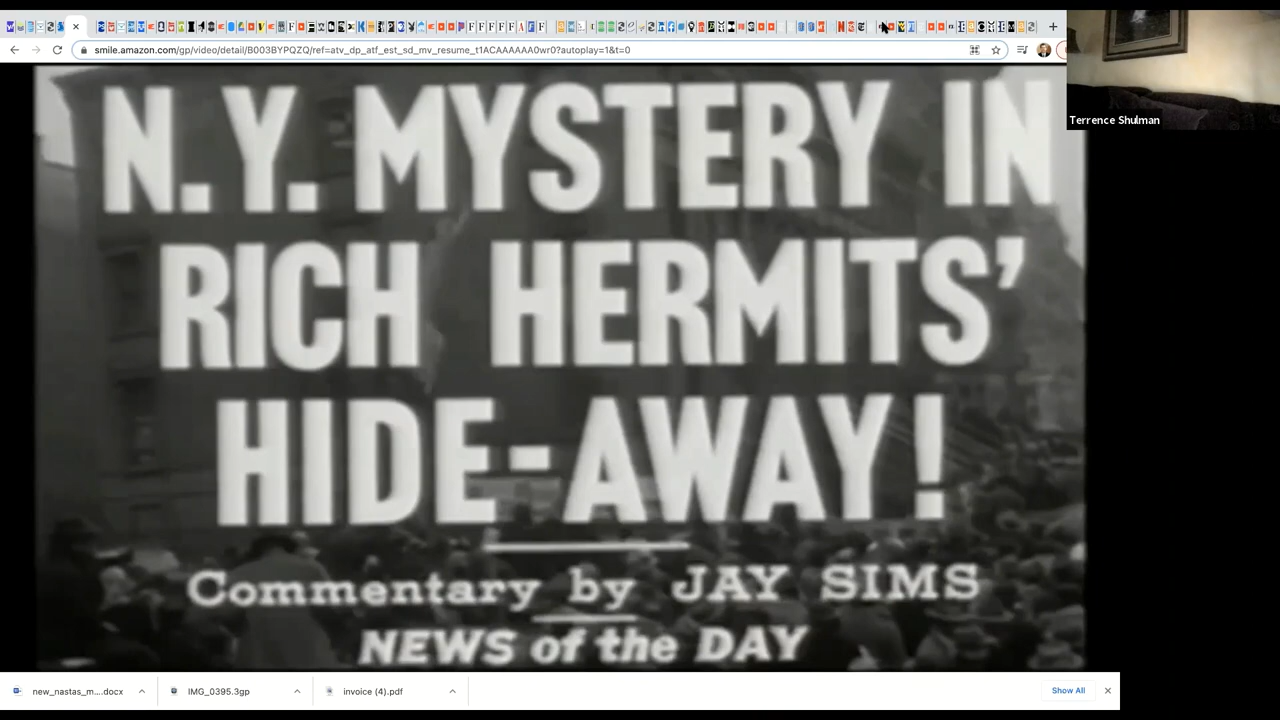 smile.amazon.com/gp/video/detail/B003BYPQZQ/ref=atv_dp_atf_est_sd_mv_resume_t1ACAAAAAA0wr0?autoplay=1&t=0
Terrence Shulman
N.Y. MYSTERY IN
RICH HERMITS'
HIDE-AWAY!
Commentary by JAY SIMS
NEWS of the DAY
new_nastas_m....docx
IMG_0395.3gp
invoice (4).pdf
Show All